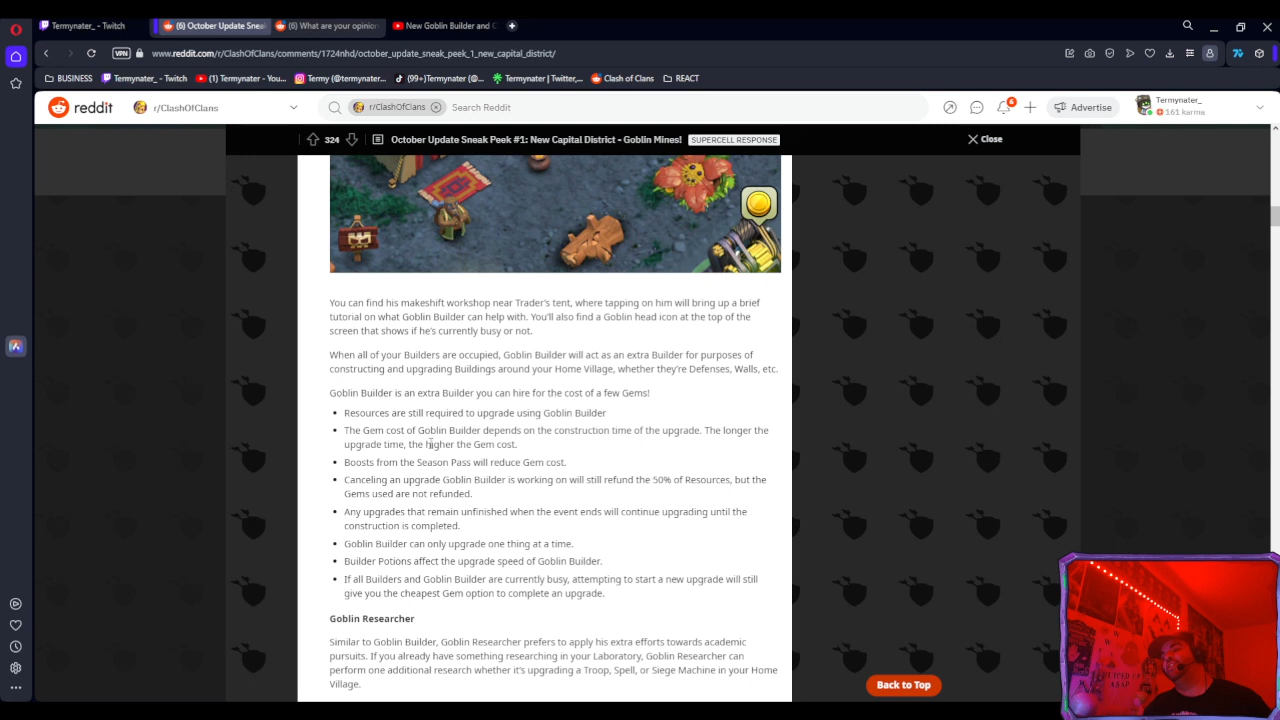 Termynater_ - Twitch
(6) October Update Sneak
(6) What are your opinion
New Goblin Builder and C
VPN
www.reddit.com/r/ClashOfClans/comments/1724nhd/october_update_sneak_peek_1_new_capital_district/
BUSINESS
Termynater_ - Twitch
(1) Termynater - You...
Termy (@termynater...
(99+)Termynater (@...
Termynater | Twitter,...
Clash of Clans
REACT
reddit
r/ClashOfClans
r/ClashOfClans
Search Reddit
6
Advertise
Termynater_
161 karma
324
October Update Sneak Peek #1: New Capital District - Goblin Mines!
SUPERCELL RESPONSE
Close
You can find his makeshift workshop near Trader's tent, where tapping on him will bring up a brief
tutorial on what Goblin Builder can help with. You'll also find a Goblin head icon at the top of the
screen that shows if he's currently busy or not.
When all of your Builders are occupied, Goblin Builder will act as an extra Builder for purposes of
constructing and upgrading Buildings around your Home Village, whether they're Defenses, Walls, etc.
Goblin Builder is an extra Builder you can hire for the cost of a few Gems!
• Resources are still required to upgrade using Goblin Builder
• The Gem cost of Goblin Builder depends on the construction time of the upgrade. The longer the
upgrade time, the higher the Gem cost.
• Boosts from the Season Pass will reduce Gem cost.
• Canceling an upgrade Goblin Builder is working on will still refund the 50% of Resources, but the
Gems used are not refunded.
• Any upgrades that remain unfinished when the event ends will continue upgrading until the
construction is completed.
• Goblin Builder can only upgrade one thing at a time.
• Builder Potions affect the upgrade speed of Goblin Builder.
• If all Builders and Goblin Builder are currently busy, attempting to start a new upgrade will still
give you the cheapest Gem option to complete an upgrade.
Goblin Researcher
Similar to Goblin Builder, Goblin Researcher prefers to apply his extra efforts towards academic
pursuits. If you already have something researching in your Laboratory, Goblin Researcher can
perform one additional research whether it's upgrading a Troop, Spell, or Siege Machine in your Home
Village.
Back to Top